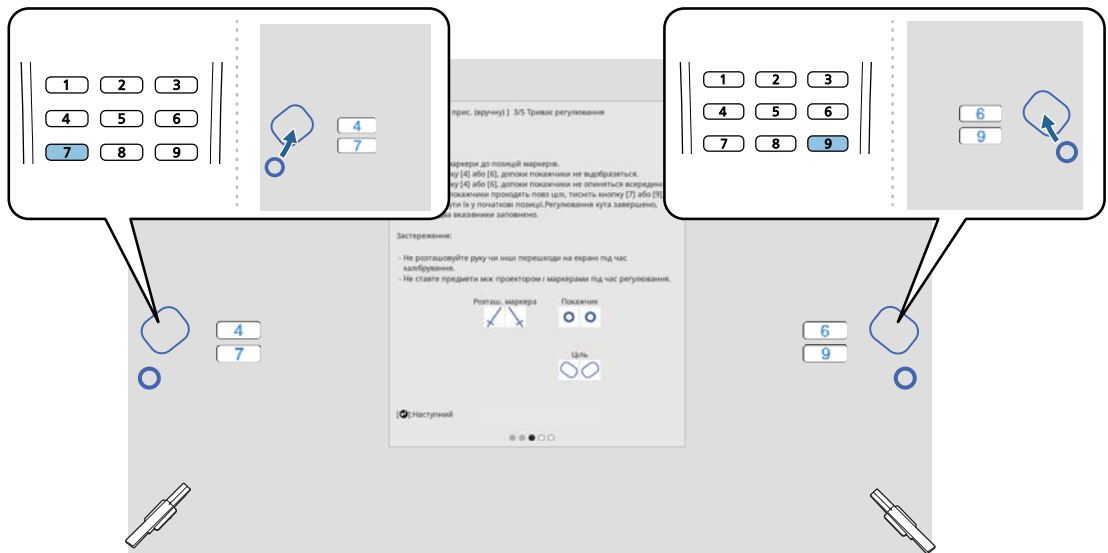 1 2 3
4 5 6
7 8 9
4
7
1 2 3
4 5 6
7 8 9
6
9
прис. (вручну) ] 3/5 Триває регулювання
маркери до позицій маркерів.
ку [4] або [6], допоки покажчики не відобразяться.
ку [4] або [6], допоки покажчики не опиняться всередині
покажчики проходять повз ціль, тисніть кнопку [7] або [9]
ути їх у початкові позиції.Регулювання кута завершено,
два вказівники заповнено.
Застереження:
- Не розташовуйте руку чи інші перешкоди на екрані під час
калібрування.
- Не ставте предмети між проектором і маркерами під час регулювання.
Розташ. маркера Покажчик
4
7
6
9
Ціль
[ ]:Наступний